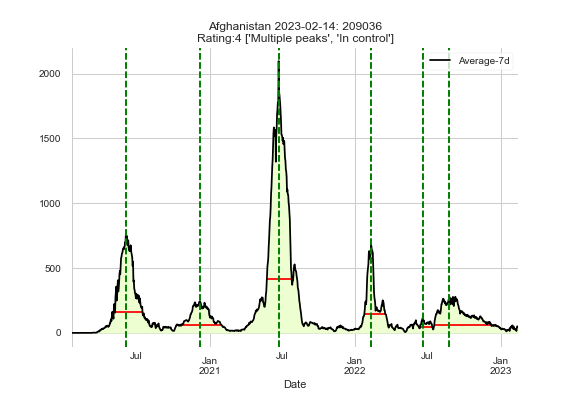 Afghanistan 2023-02-14: 209036
Rating:4 ['Multiple peaks', 'In control']
Average-7d
2000
1500
1000
500
0
Jul
Jan
2021
Jul
Jan
2022
Jul
Jan
2023
Date